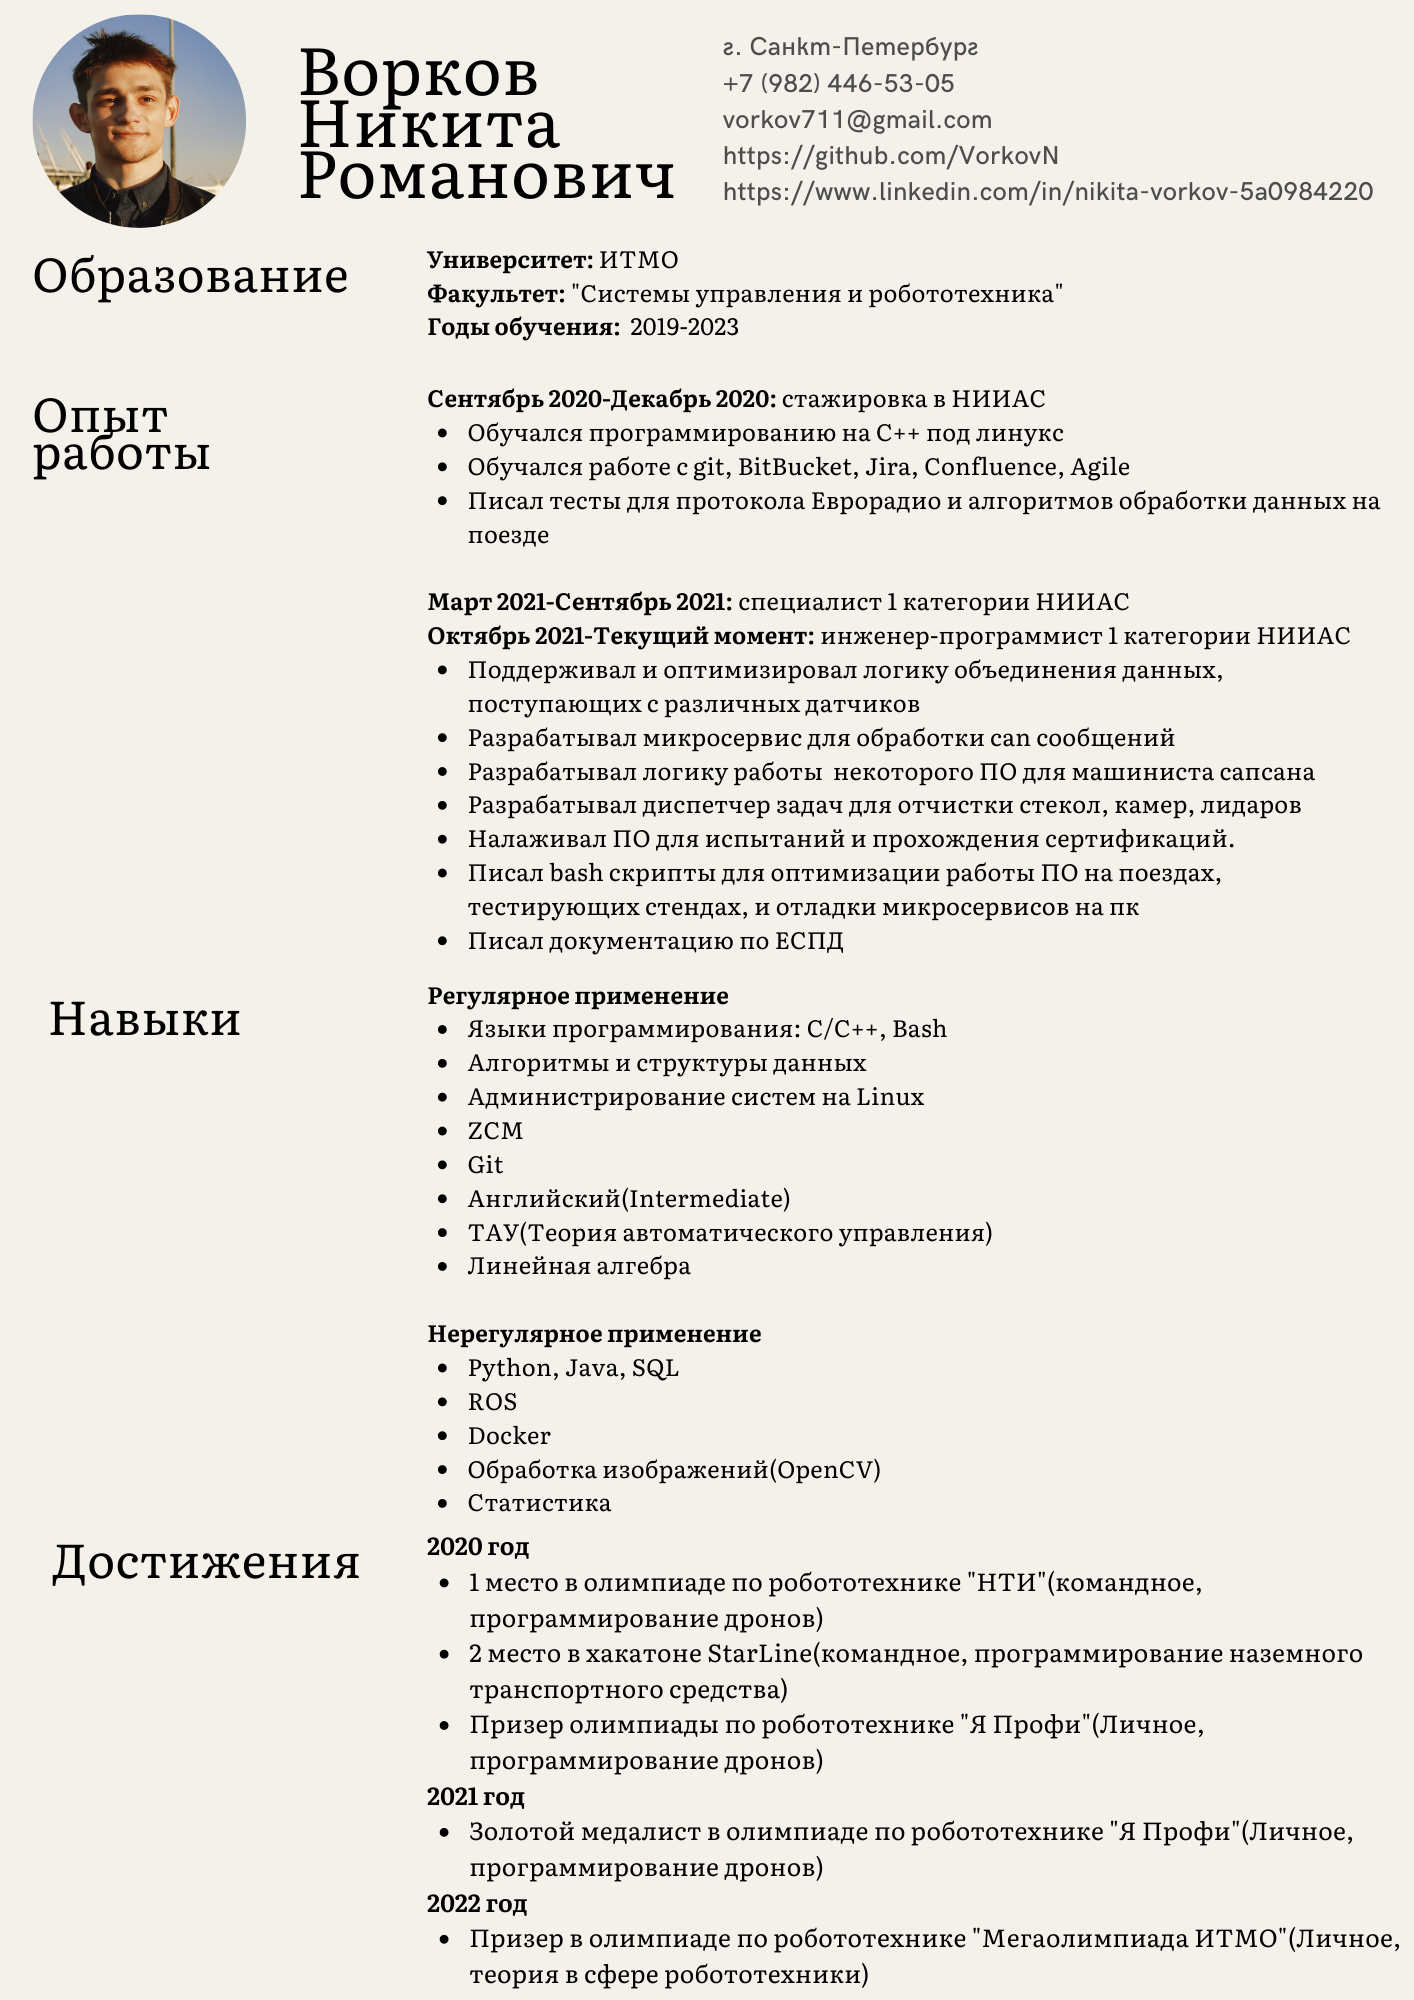 Ворков
Никита
Романович
г. Санкт-Петербург
+7 (982) 446-53-05
vorkov711@gmail.com
https://github.com/VorkovN
https://www.linkedin.com/in/nikita-vorkov-5a0984220
Образование
Университет: ИТМО
Факультет: "Системы управления и робототехника"
Годы обучения:  2019-2023
Опыт
работы
Сентябрь 2020-Декабрь 2020: стажировка в НИИАС
• Обучался программированию на С++ под линукс
• Обучался работе с git, BitBucket, Jira, Confluence, Agile
• Писал тесты для протокола Еврорадио и алгоритмов обработки данных на
поезде
Март 2021-Сентябрь 2021: специалист 1 категории НИИАС
Октябрь 2021-Текущий момент: инженер-программист 1 категории НИИАС
• Поддерживал и оптимизировал логику объединения данных,
поступающих с различных датчиков
• Разрабатывал микросервис для обработки can сообщений
• Разрабатывал логику работы  некоторого ПО для машиниста сапсана
• Разрабатывал диспетчер задач для отчистки стекол, камер, лидаров
• Налаживал ПО для испытаний и прохождения сертификаций.
• Писал bash скрипты для оптимизации работы ПО на поездах,
тестирующих стендах, и отладки микросервисов на пк
• Писал документацию по ЕСПД
Навыки
Регулярное применение
• Языки программирования: C/C++, Bash
• Алгоритмы и структуры данных
• Администрирование систем на Linux
• ZCM
• Git
• Английский(Intermediate)
• ТАУ(Теория автоматического управления)
• Линейная алгебра
Нерегулярное применение
• Python, Java, SQL
• ROS
• Docker
• Обработка изображений(OpenCV)
• Статистика
Достижения
2020 год
• 1 место в олимпиаде по робототехнике "НТИ"(командное,
программирование дронов)
• 2 место в хакатоне StarLine(командное, программирование наземного
транспортного средства)
• Призер олимпиады по робототехнике "Я Профи"(Личное,
программирование дронов)
2021 год
• Золотой медалист в олимпиаде по робототехнике "Я Профи"(Личное,
программирование дронов)
2022 год
• Призер в олимпиаде по робототехнике "Мегаолимпиада ИТМО"(Личное,
теория в сфере робототехники)